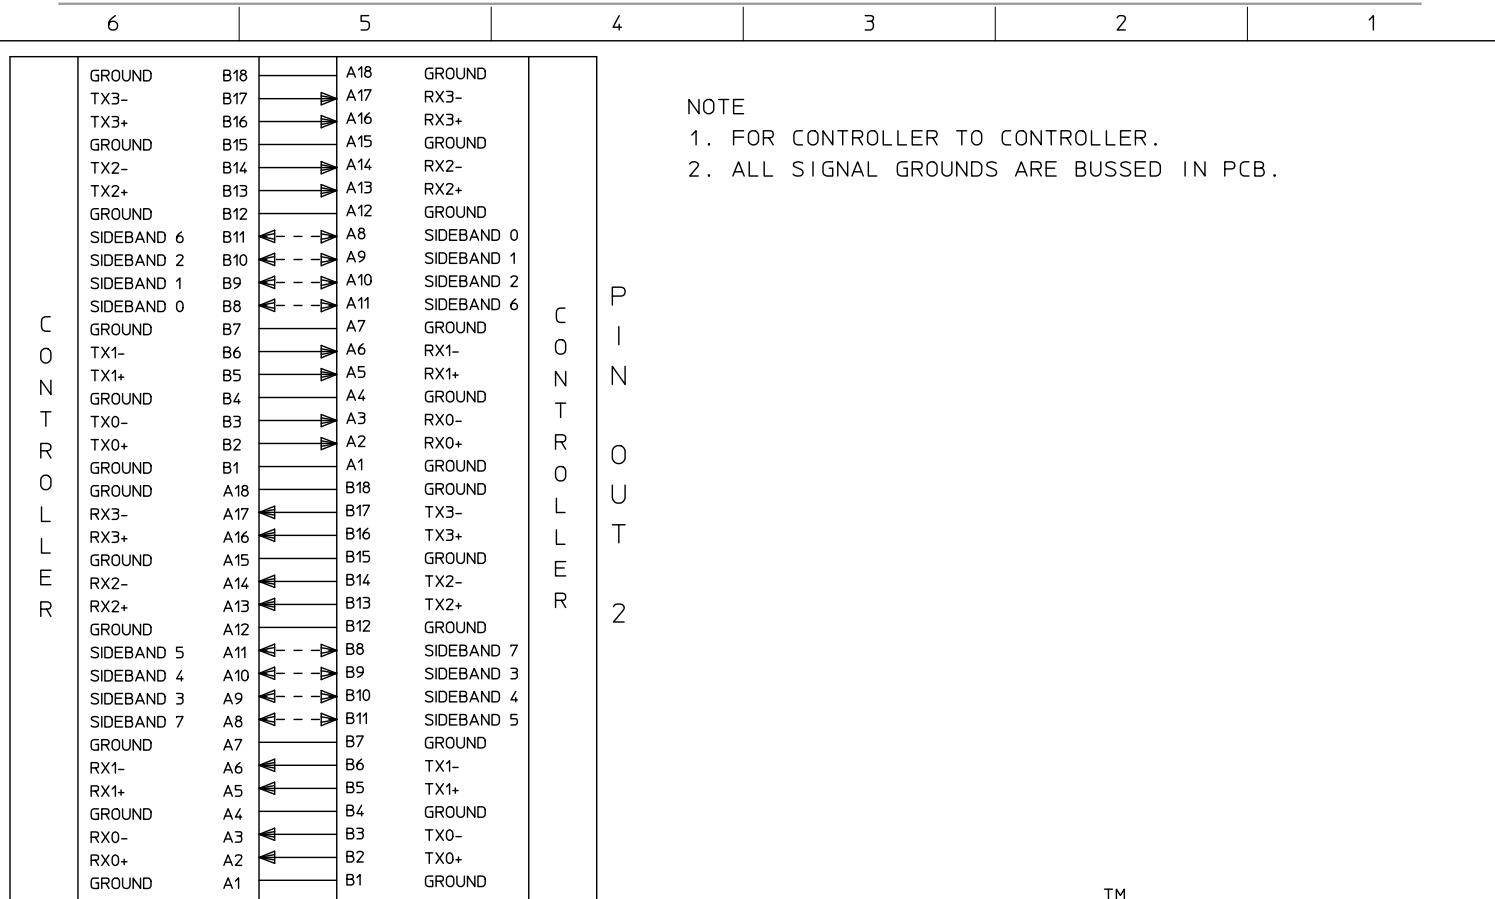 6 5 4 3 2 1
GROUND B18 A18 GROUND
TX3- B17 A17 RX3-
TX3+ B16 A16 RX3+
GROUND B15 A15 GROUND
TX2- B14 A14 RX2-
TX2+ B13 A13 RX2+
GROUND B12 A12 GROUND
SIDEBAND 6 B11 A8 SIDEBAND 0
SIDEBAND 2 B10 A9 SIDEBAND 1
SIDEBAND 1 B9 A10 SIDEBAND 2
SIDEBAND 0 B8 A11 SIDEBAND 6
GROUND B7 A7 GROUND
TX1- B6 A6 RX1-
TX1+ B5 A5 RX1+
GROUND B4 A4 GROUND
TX0- B3 A3 RX0-
TX0+ B2 A2 RX0+
GROUND B1 A1 GROUND
GROUND A18 B18 GROUND
RX3- A17 B17 TX3-
RX3+ A16 B16 TX3+
GROUND A15 B15 GROUND
RX2- A14 B14 TX2-
RX2+ A13 B13 TX2+
GROUND A12 B12 GROUND
SIDEBAND 5 A11 B8 SIDEBAND 7
SIDEBAND 4 A10 B9 SIDEBAND 3
SIDEBAND 3 A9 B10 SIDEBAND 4
SIDEBAND 7 A8 B11 SIDEBAND 5
GROUND A7 B7 GROUND
RX1- A6 B6 TX1-
RX1+ A5 B5 TX1+
GROUND A4 B4 GROUND
RX0- A3 B3 TX0-
RX0+ A2 B2 TX0+
GROUND A1 B1 GROUND
CONTROLLER
CONTROLLER
PIN OUT 2
NOTE
1. FOR CONTROLLER TO CONTROLLER.
2. ALL SIGNAL GROUNDS ARE BUSSED IN PCB.
TM